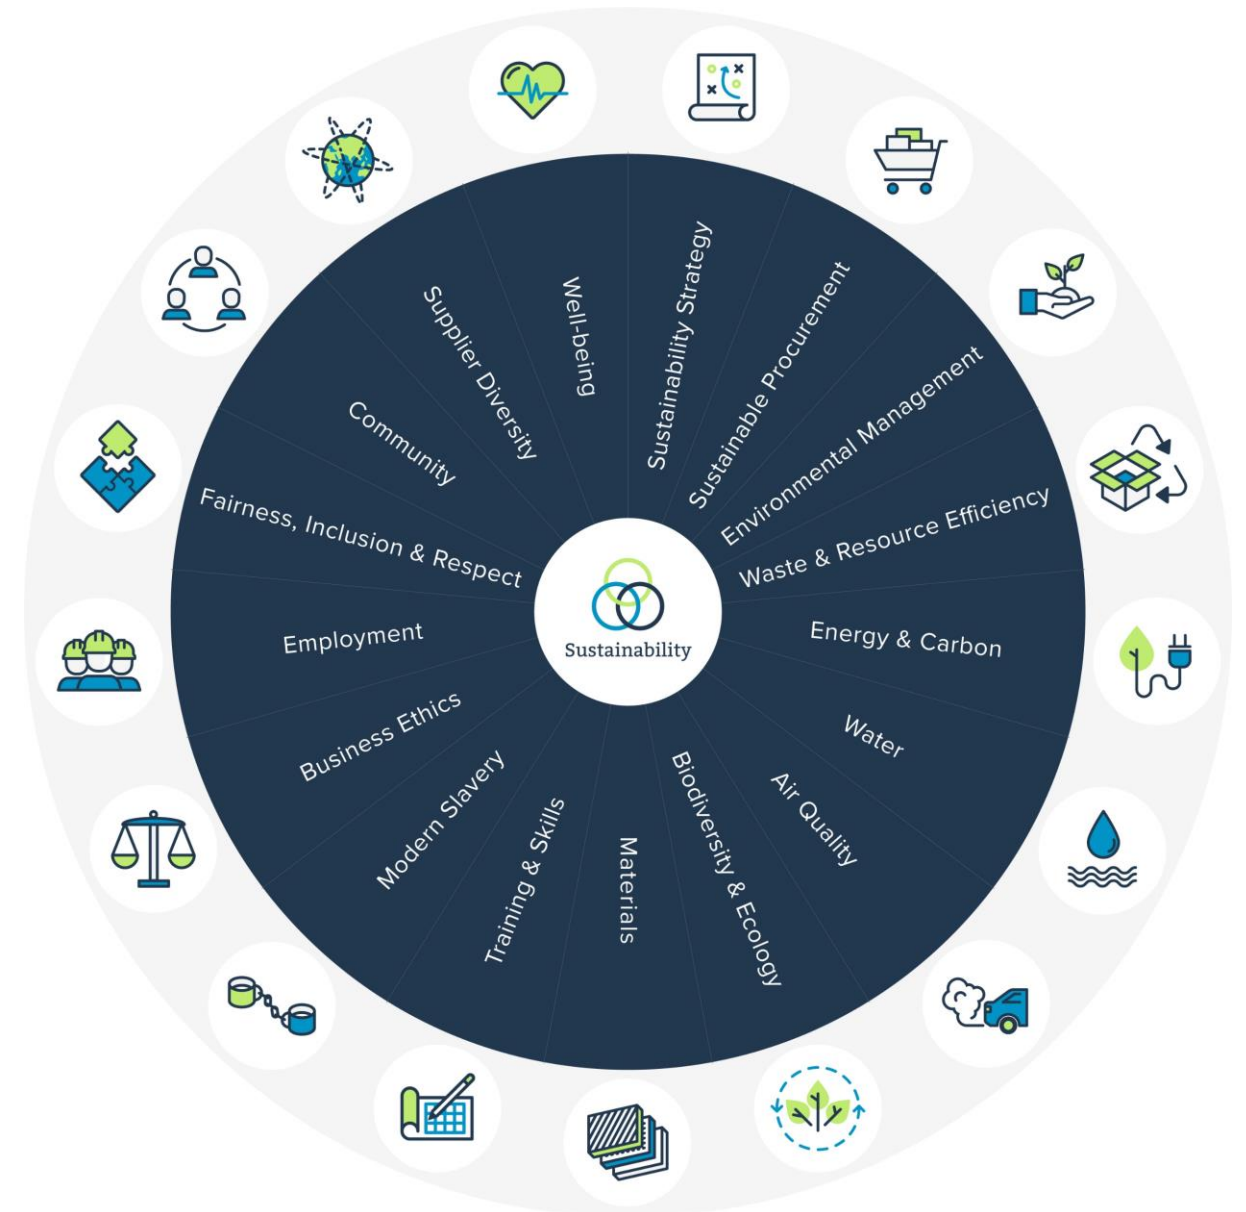 Sustainability Strategy
Sustainable Procurement
Environmental Management
Waste & Resource Efficiency
Energy & Carbon
Water
Air Quality
Biodiversity & Ecology
Materials
Training & Skills
Modern Slavery
Business Ethics
Employment
Fairness, Inclusion & Respect
Community
Supplier Diversity
Well-being
Sustainability